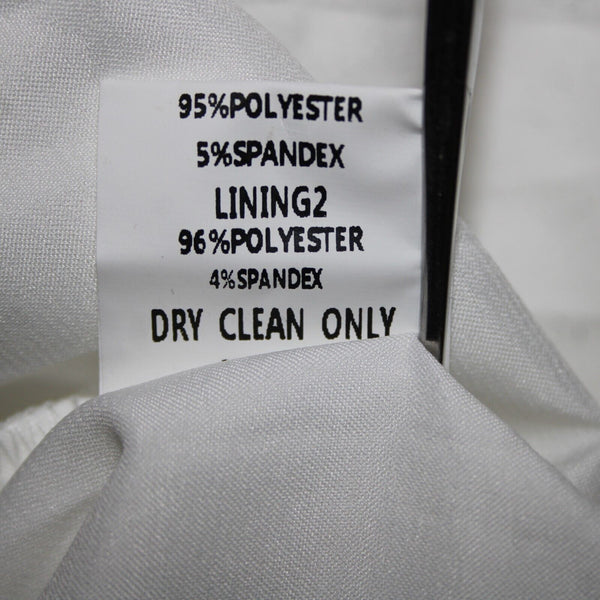 95%POLYESTER
5%SPANDEX
LINING2
96%POLYESTER
4%SPANDEX
DRY CLEAN ONLY